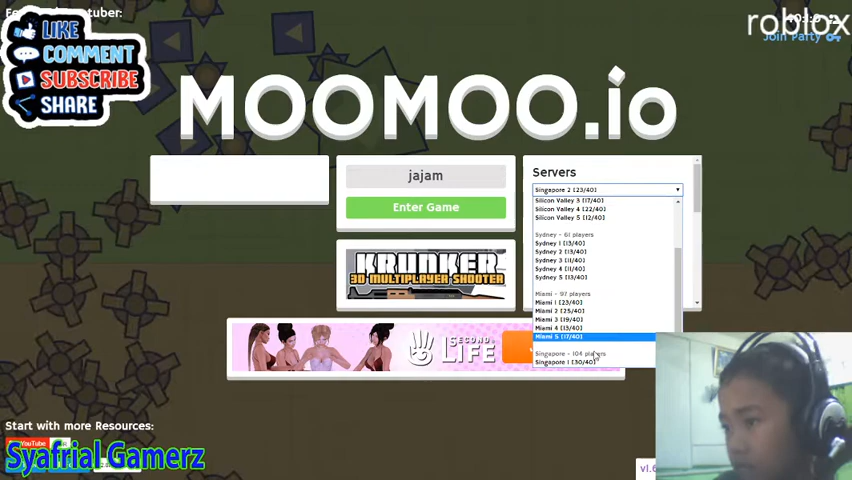 LIKE
COMMENT
SUBSCRIBE
SHARE
roblox
Join Party
MOOMOO.io
jajam
Enter Game
Servers
Singapore 2 [23/40]
Silicon Valley 3 [17/40]
Silicon Valley 4 [22/40]
Silicon Valley 5 [12/40]
Sydney - 61 players
Sydney 1 [13/40]
Sydney 2 [13/40]
Sydney 3 [11/40]
Sydney 4 [11/40]
Sydney 5 [13/40]
Miami - 97 players
Miami 1 [23/40]
Miami 2 [25/40]
Miami 3 [19/40]
Miami 4 [13/40]
Miami 5 [17/40]
Singapore - 104 players
Singapore 1 [30/40]
KRUNKER
3D MULTIPLAYER SHOOTER
SECOND
LIFE
Start with more Resources:
YouTube
Syafrial Gamerz
v1.6